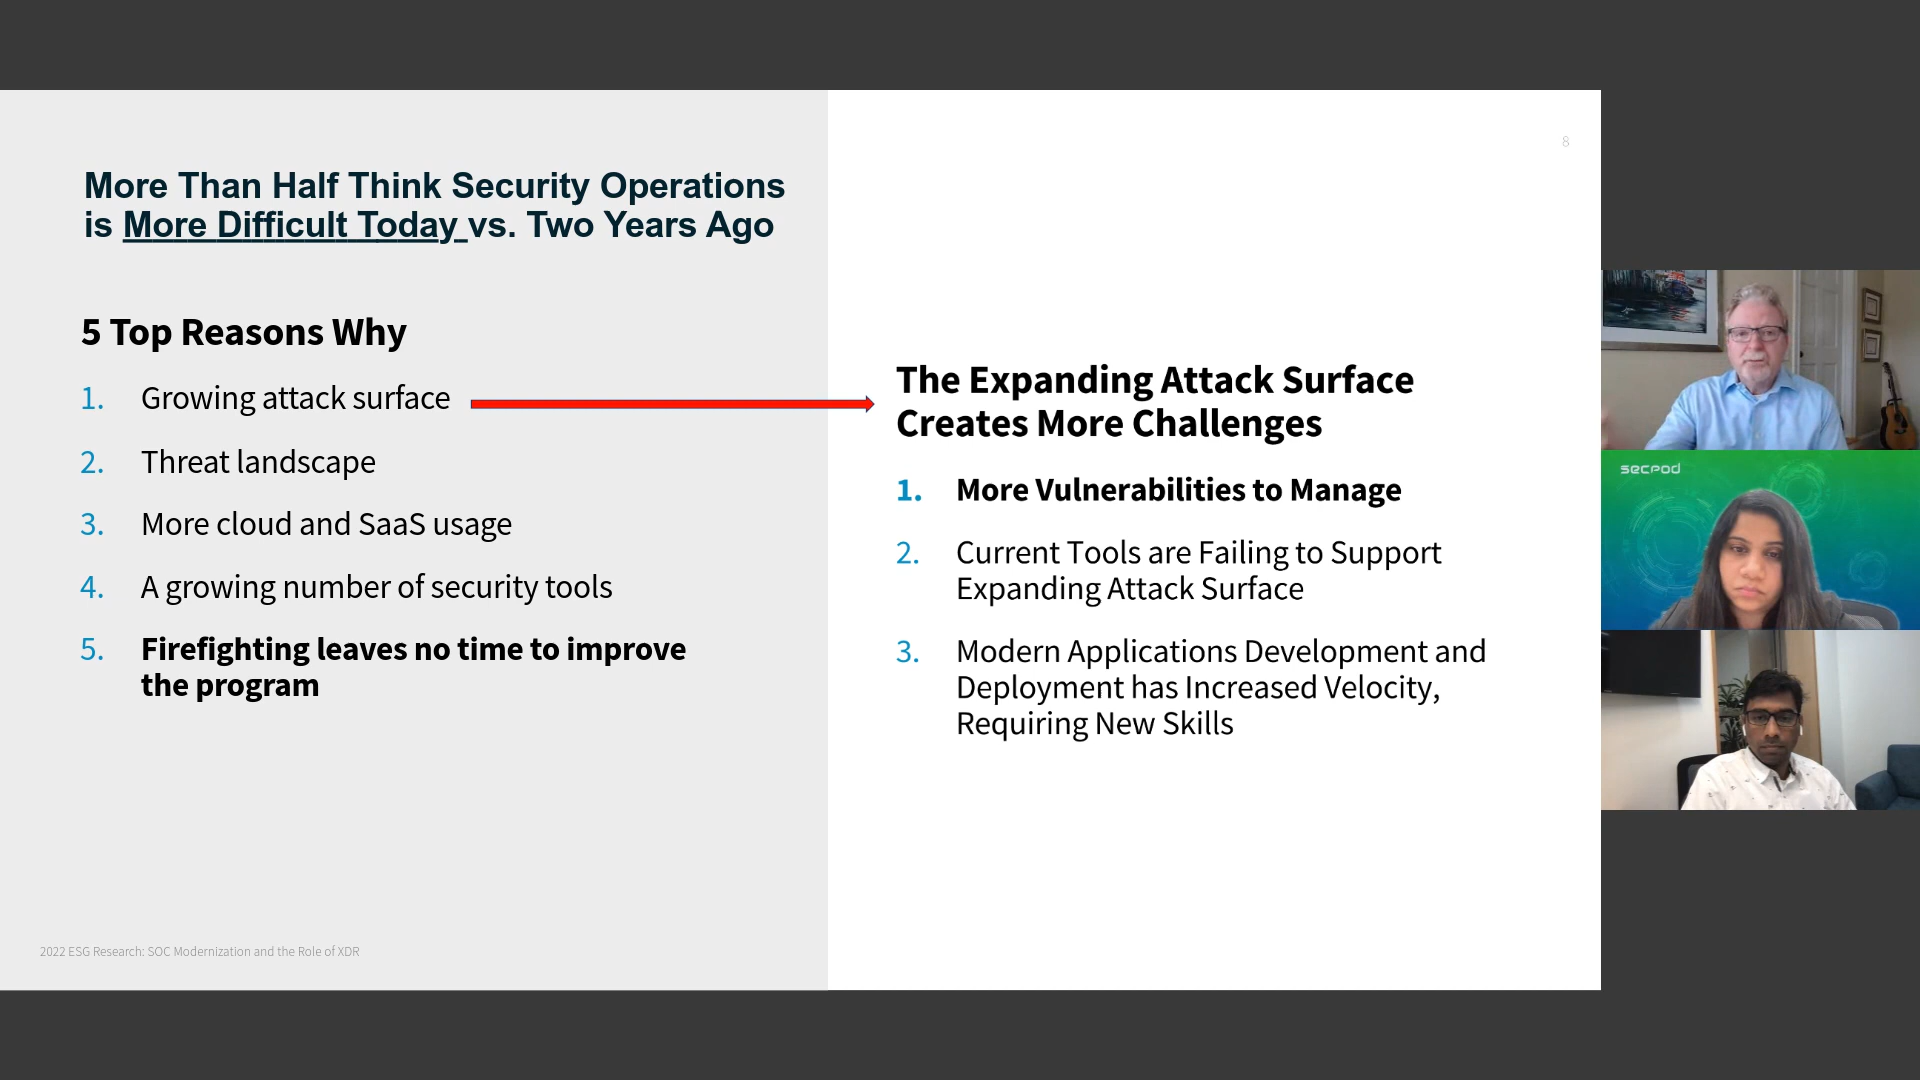 8
More Than Half Think Security Operations
is More Difficult Today vs. Two Years Ago
5 Top Reasons Why
1. Growing attack surface
2. Threat landscape
3. More cloud and SaaS usage
4. A growing number of security tools
5. Firefighting leaves no time to improve
the program
The Expanding Attack Surface
Creates More Challenges
1. More Vulnerabilities to Manage
2. Current Tools are Failing to Support
Expanding Attack Surface
3. Modern Applications Development and
Deployment has Increased Velocity,
Requiring New Skills
2022 ESG Research: SOC Modernization and the Role of XDR
secpod